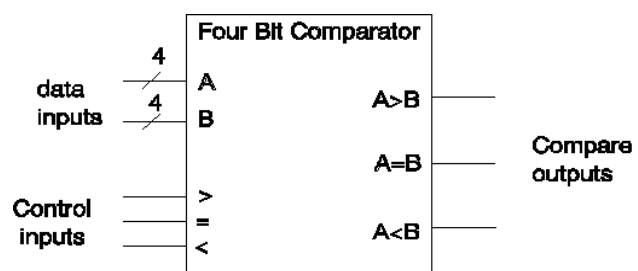 Four Bit Comparator
4
data
inputs
A
4
B
A>B
A=B
A<B
Compare
outputs
Control
inputs
>
=
<